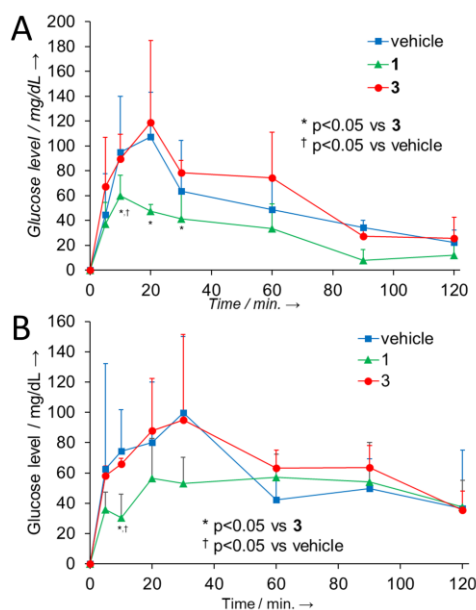 A
Glucose level / mg/dL →
200
180
160
140
120
100
80
60
40
20
0
vehicle
1
3
* p<0.05 vs 3
† p<0.05 vs vehicle
*,†
*
*
0 20 40 60 80 100 120
Time / min. →
B
Glucose level / mg/dL →
160
140
120
100
80
60
40
20
0
vehicle
1
3
*,†
* p<0.05 vs 3
† p<0.05 vs vehicle
0 20 40 60 80 100 120
Time / min. →